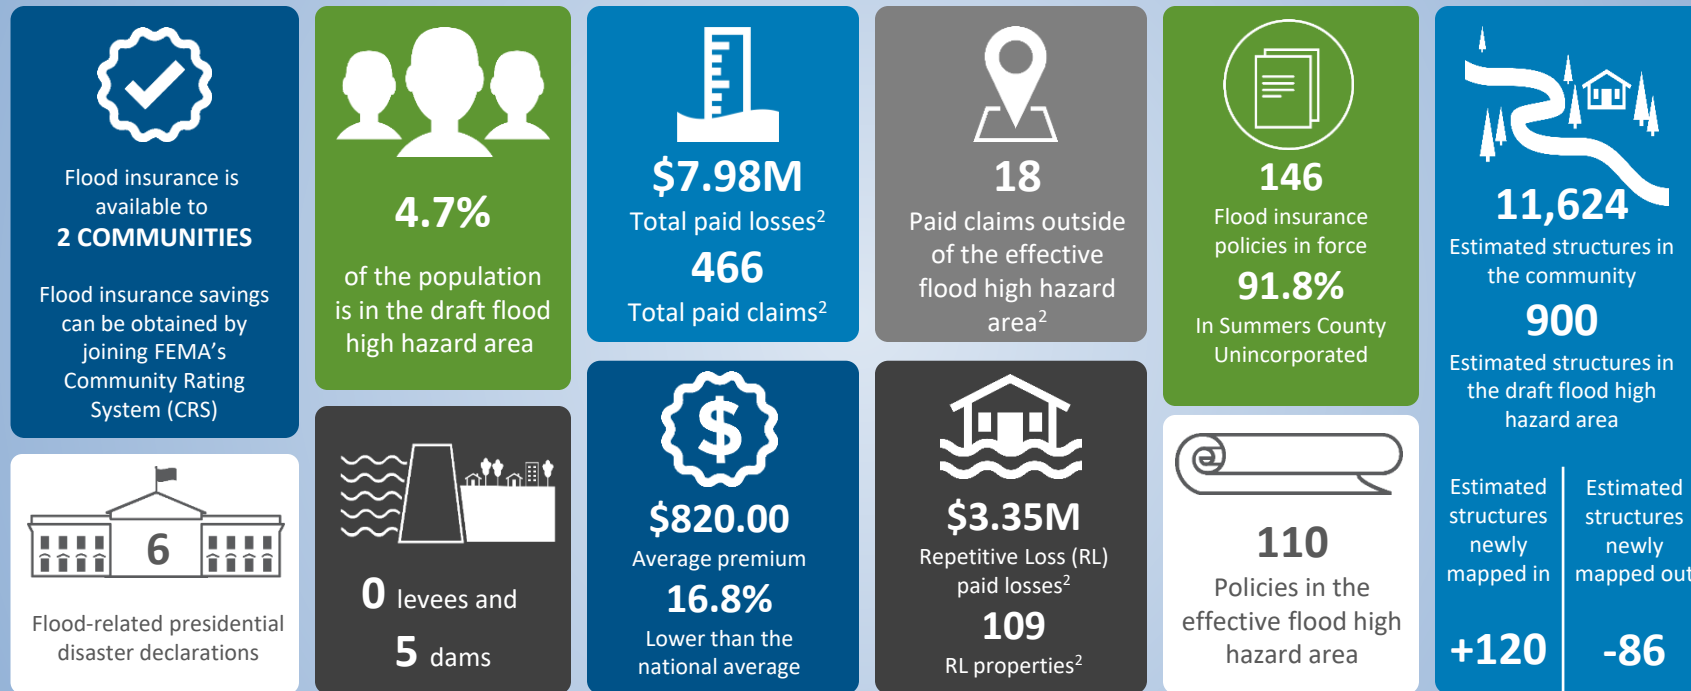 Flood insurance is
available to
2 COMMUNITIES
Flood insurance savings
can be obtained by
joining FEMA's
Community Rating
System (CRS)
6
Flood-related presidential
disaster declarations
4.7%
of the population
is in the draft flood
high hazard area
0 levees and
5 dams
$7.98M
Total paid losses²
466
Total paid claims²
$
$820.00
Average premium
16.8%
Lower than the
national average
18
Paid claims outside
of the effective
flood high hazard
area²
$3.35M
Repetitive Loss (RL)
paid losses²
109
RL properties²
146
Flood insurance
policies in force
91.8%
In Summers County
Unincorporated
110
Policies in the
effective flood high
hazard area
11,624
Estimated structures in
the community
900
Estimated structures in
the draft flood high
hazard area
Estimated
structures
newly
mapped in
+120
Estimated
structures
newly
mapped out
-86